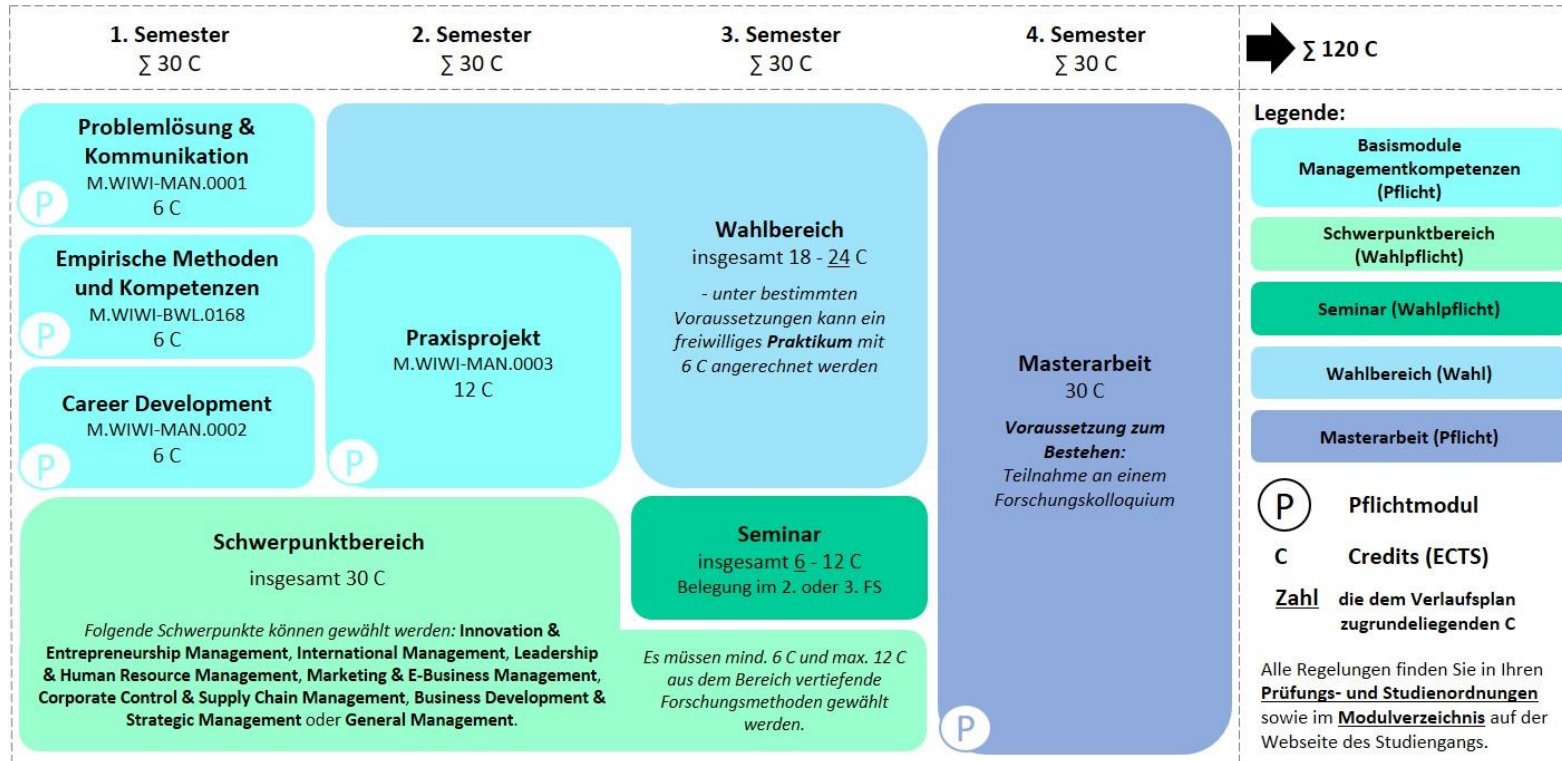 1. Semester
∑ 30 C
2. Semester
∑ 30 C
3. Semester
∑ 30 C
4. Semester
∑ 30 C
∑ 120 C
Problemlösung &
Kommunikation
M.WIWI-MAN.0001
6 C
P
Empirische Methoden
und Kompetenzen
M.WIWI-BWL.0168
6 C
P
Career Development
M.WIWI-MAN.0002
6 C
P
Praxisprojekt
M.WIWI-MAN.0003
12 C
P
Wahlbereich
insgesamt 18 - 24 C
- unter bestimmten
Voraussetzungen kann ein
freiwilliges Praktikum mit
6 C angerechnet werden
Schwerpunktbereich
insgesamt 30 C
Folgende Schwerpunkte können gewählt werden: Innovation &
Entrepreneurship Management, International Management, Leadership
& Human Resource Management, Marketing & E-Business Management,
Corporate Control & Supply Chain Management, Business Development &
Strategic Management oder General Management.
Seminar
insgesamt 6 - 12 C
Belegung im 2. oder 3. FS
Es müssen mind. 6 C und max. 12 C
aus dem Bereich vertiefende
Forschungsmethoden gewählt
werden.
Masterarbeit
30 C
Voraussetzung zum
Bestehen:
Teilnahme an einem
Forschungskolloquium
P
Legende:
Basismodule
Managementkompetenzen
(Pflicht)
Schwerpunktbereich
(Wahlpflicht)
Seminar (Wahlpflicht)
Wahlbereich (Wahl)
Masterarbeit (Pflicht)
P Pflichtmodul
C Credits (ECTS)
Zahl die dem Verlaufsplan
zugrundeliegenden C
Alle Regelungen finden Sie in Ihren
Prüfungs- und Studienordnungen
sowie im Modulverzeichnis auf der
Webseite des Studiengangs.